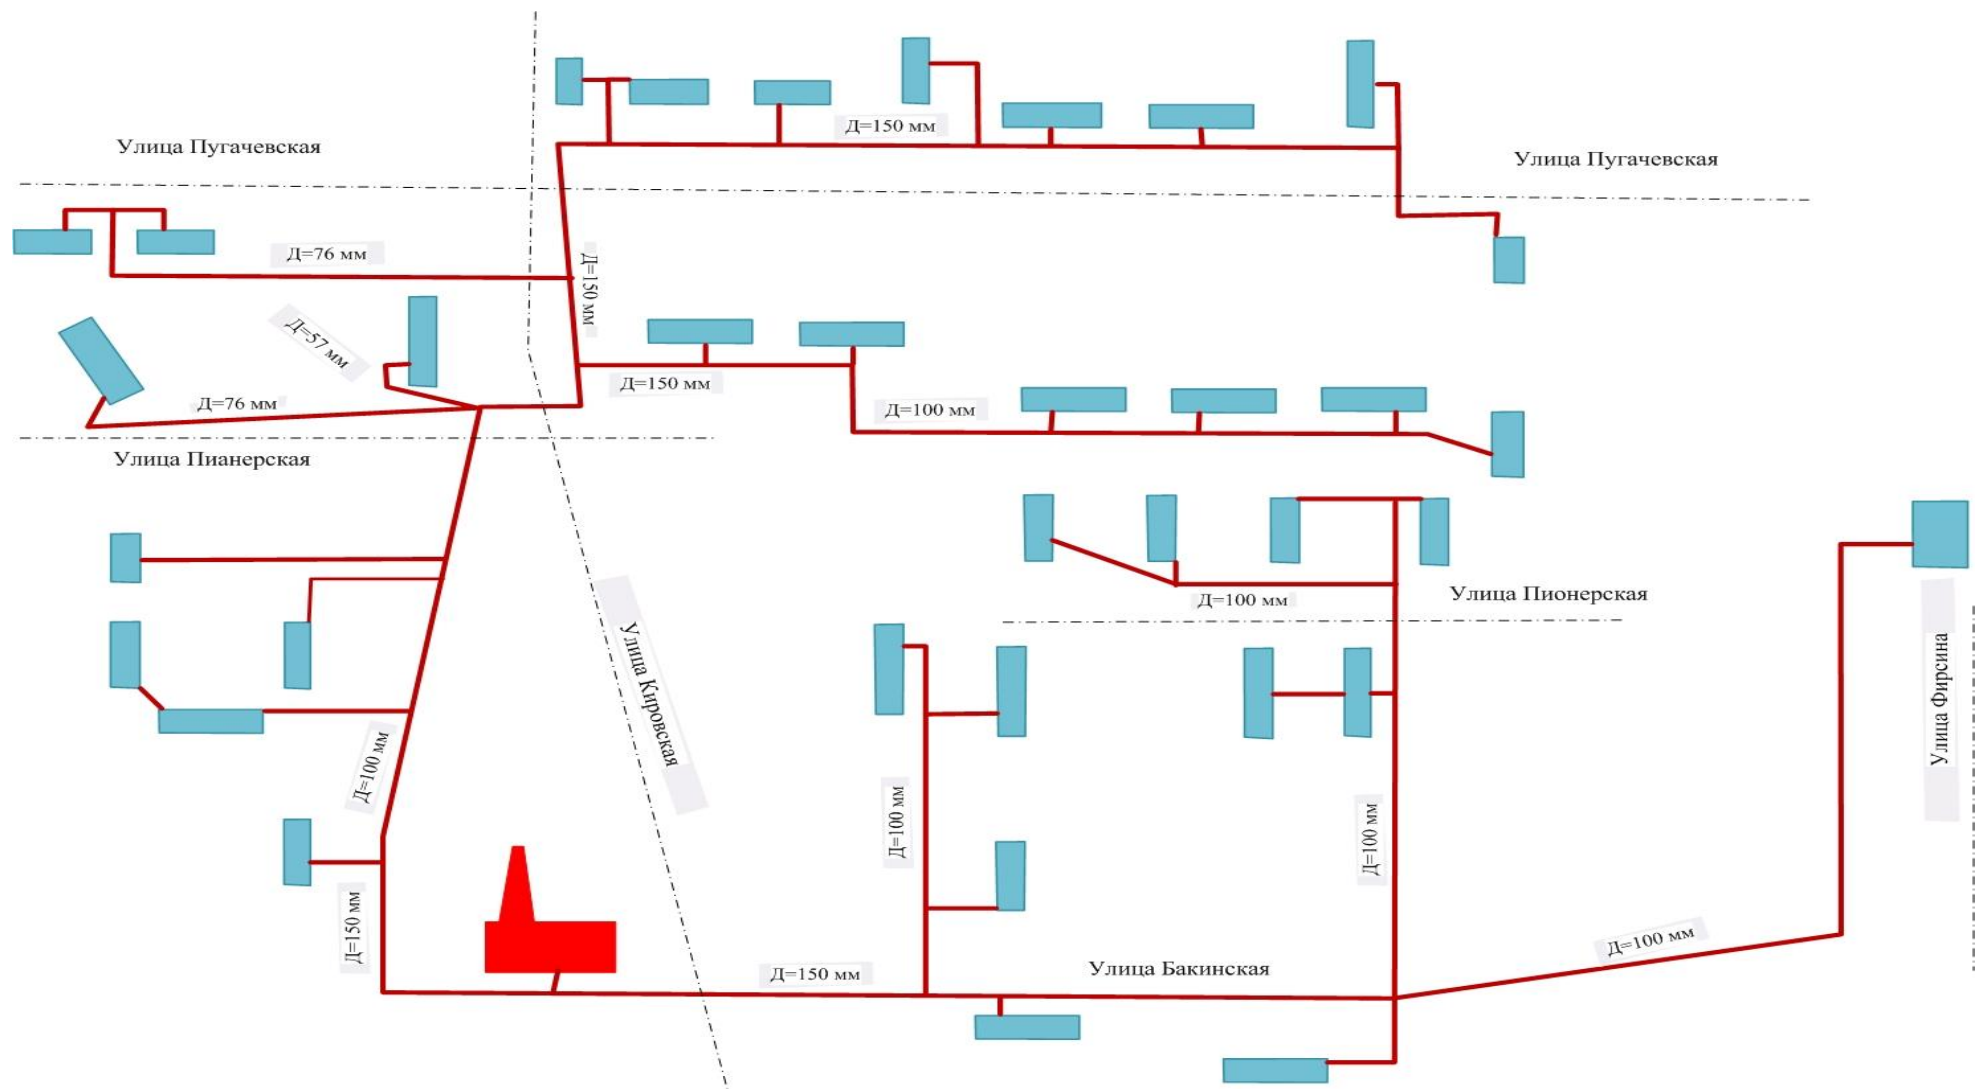 Д=150 мм
Улица Пугачевская
Улица Пугачевская
Д=76 мм
Д=150 мм
Д=57 мм
Д=150 мм
Д=76 мм
Д=100 мм
Улица Пианерская
Д=100 мм
Улица Пионерская
Улица Кировская
Улица Фирсина
Д=100 мм
Д=100 мм
Д=100 мм
Д=150 мм
Д=100 мм
Д=150 мм
Улица Бакинская